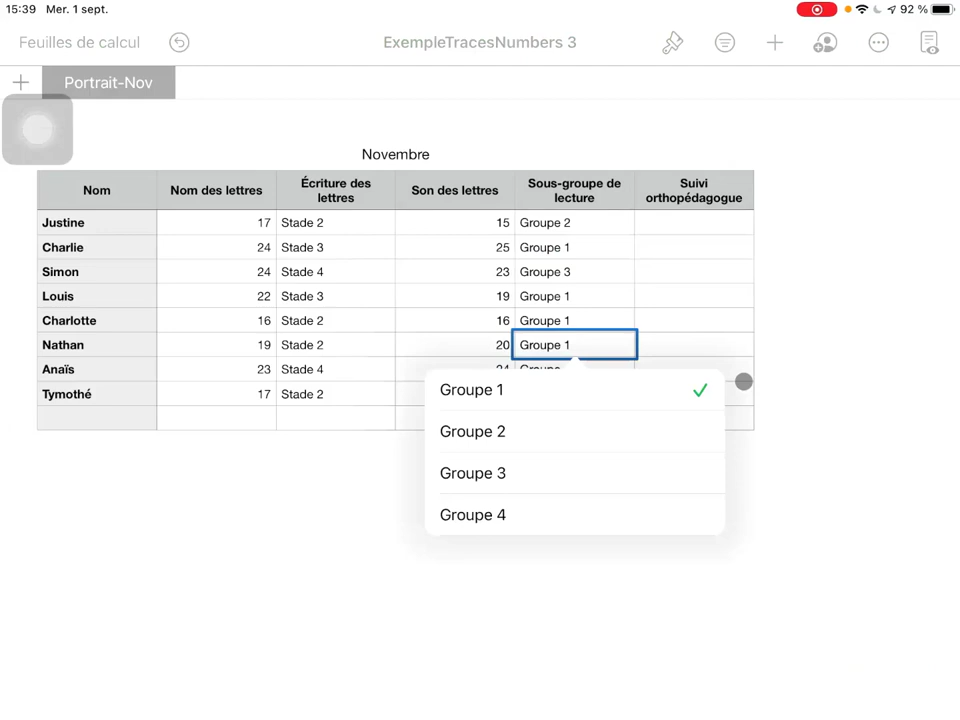 15:39 Mer. 1 sept. 92 %
Feuilles de calcul ExempleTracesNumbers 3
Portrait-Nov
Novembre
Nom Nom des lettres Écriture des lettres Son des lettres Sous-groupe de lecture Suivi orthopédagogue
Justine 17 Stade 2 15 Groupe 2
Charlie 24 Stade 3 25 Groupe 1
Simon 24 Stade 4 23 Groupe 3
Louis 22 Stade 3 19 Groupe 1
Charlotte 16 Stade 2 16 Groupe 1
Nathan 19 Stade 2 20 Groupe 1
Anaïs 23 Stade 4
Tymothé 17 Stade 2
Groupe 1
Groupe 2
Groupe 3
Groupe 4